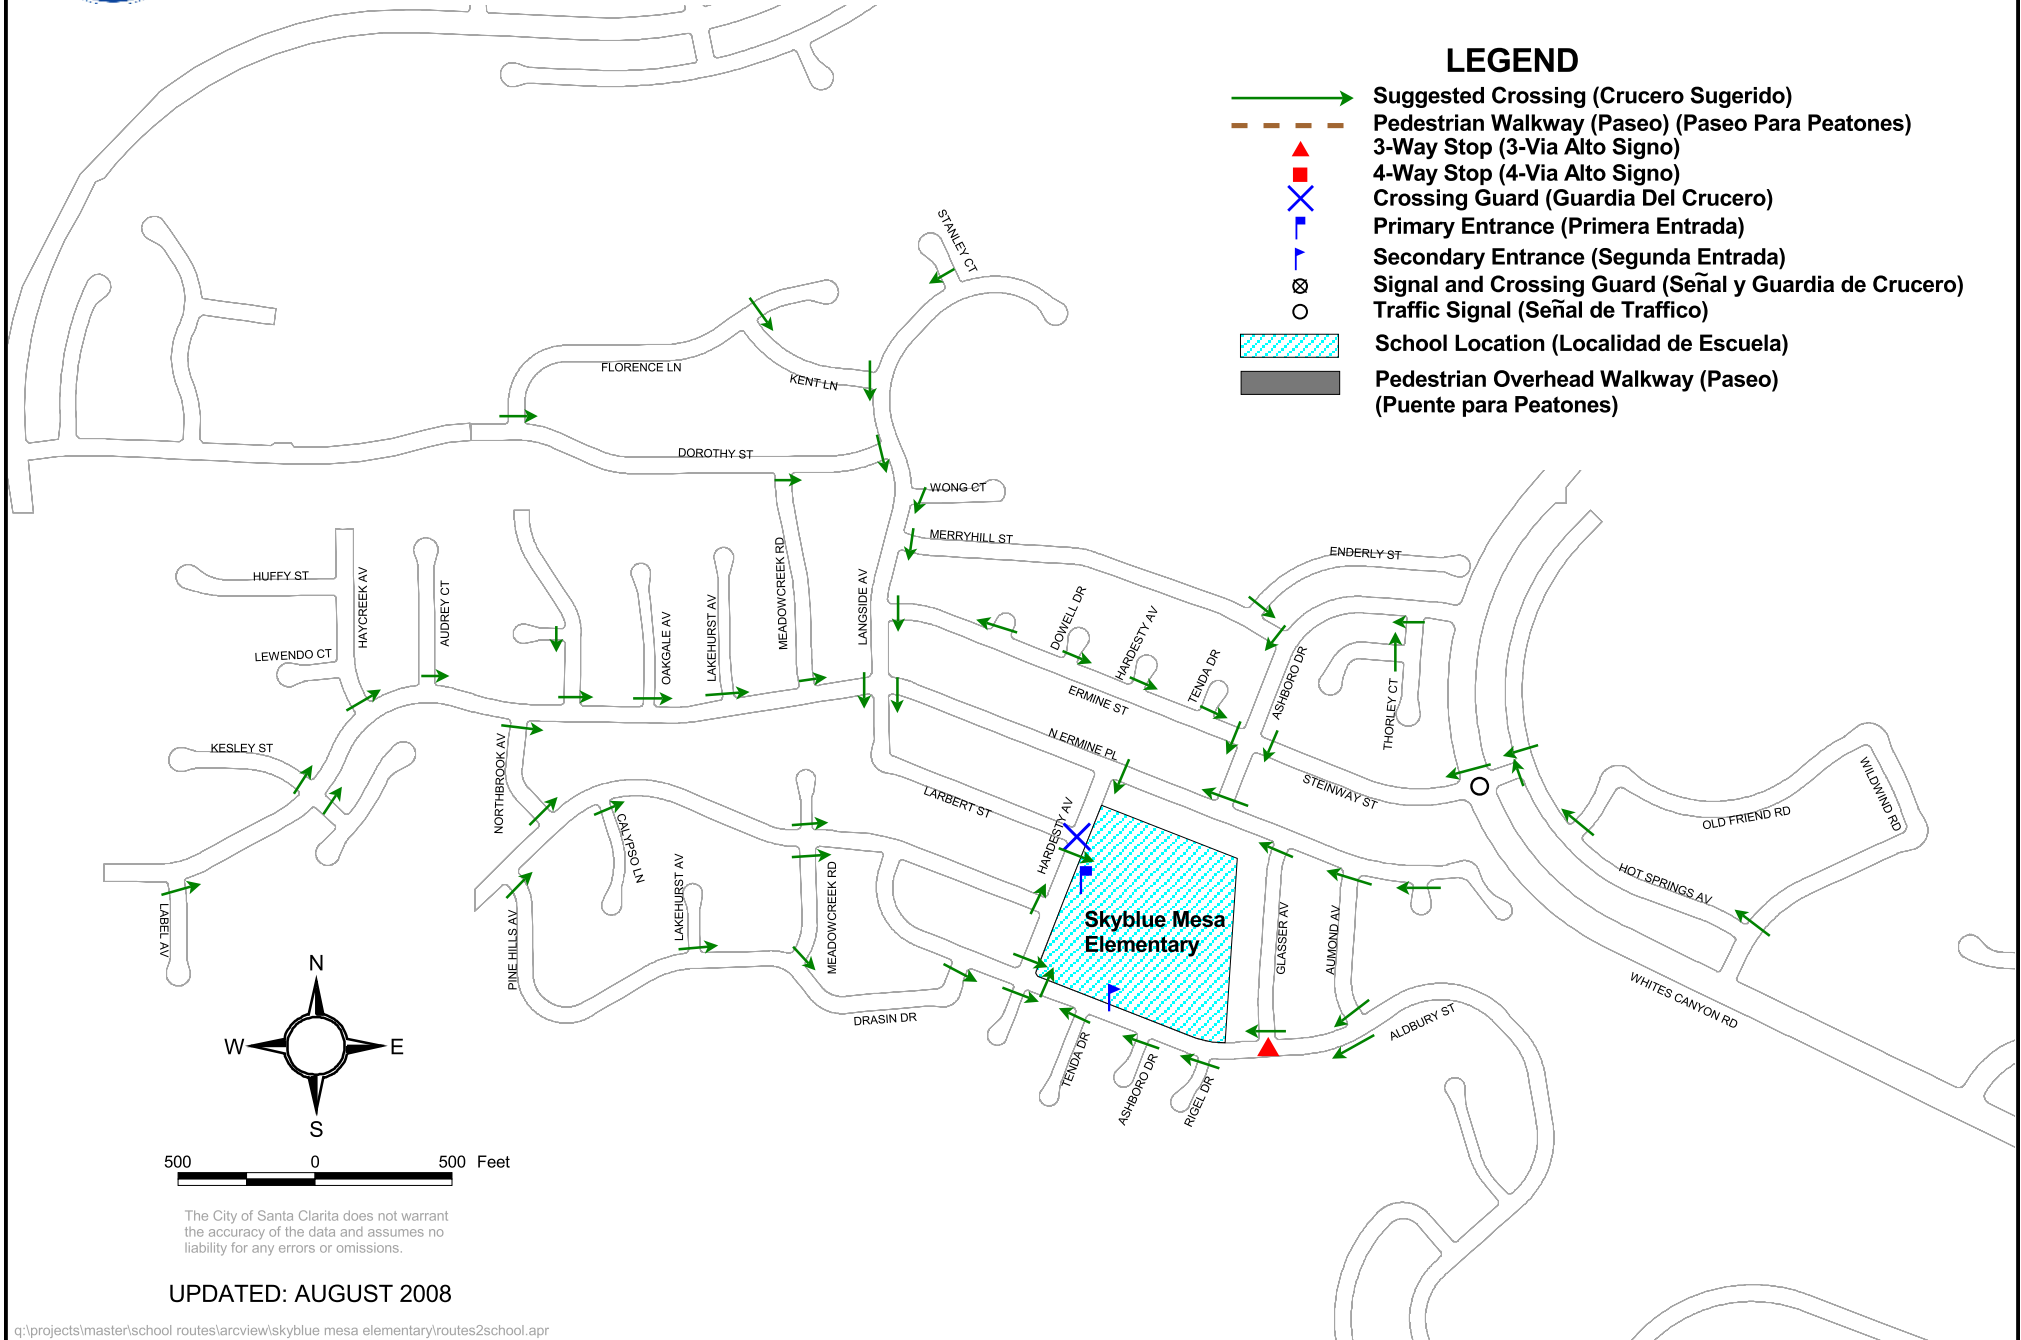 LEGEND
Suggested Crossing (Crucero Sugerido)
Pedestrian Walkway (Paseo) (Paseo Para Peatones)
3-Way Stop (3-Via Alto Signo)
4-Way Stop (4-Via Alto Signo)
Crossing Guard (Guardia Del Crucero)
Primary Entrance (Primera Entrada)
Secondary Entrance (Segunda Entrada)
Signal and Crossing Guard (Señal y Guardia de Crucero)
Traffic Signal (Señal de Traffico)
School Location (Localidad de Escuela)
Pedestrian Overhead Walkway (Paseo)
(Puente para Peatones)
STANLEY CT
FLORENCE LN
KENT LN
DOROTHY ST
WONG CT
MERRYHILL ST
ENDERLY ST
HUFFY ST
HAYCREEK AV
AUDREY CT
LEWENDO CT
OAKGALE AV
LAKEHURST AV
MEADOWCREEK RD
LANGSIDE AV
DOWELL DR
HARDESTY AV
TENDA DR
ERMINE ST
ASHBORO DR
THORLEY CT
KESLEY ST
NORTHBROOK AV
N ERMINE PL
STEINWAY ST
LARBERT ST
HARDESTY AV
CALYPSO LN
OLD FRIEND RD
WILDWIND RD
HOT SPRINGS AV
WHITES CANYON RD
LABEL AV
PINE HILLS AV
LAKEHURST AV
MEADOWCREEK RD
Skyblue Mesa
Elementary
GLASSER AV
AUMOND AV
DRASIN DR
TENDA DR
ASHBORO DR
RIGEL DR
ALDBURY ST
N
W
E
S
500 0 500 Feet
The City of Santa Clarita does not warrant
the accuracy of the data and assumes no
liability for any errors or omissions.
UPDATED: AUGUST 2008
q:\projects\master\school routes\arcview\skyblue mesa elementary\routes2school.apr